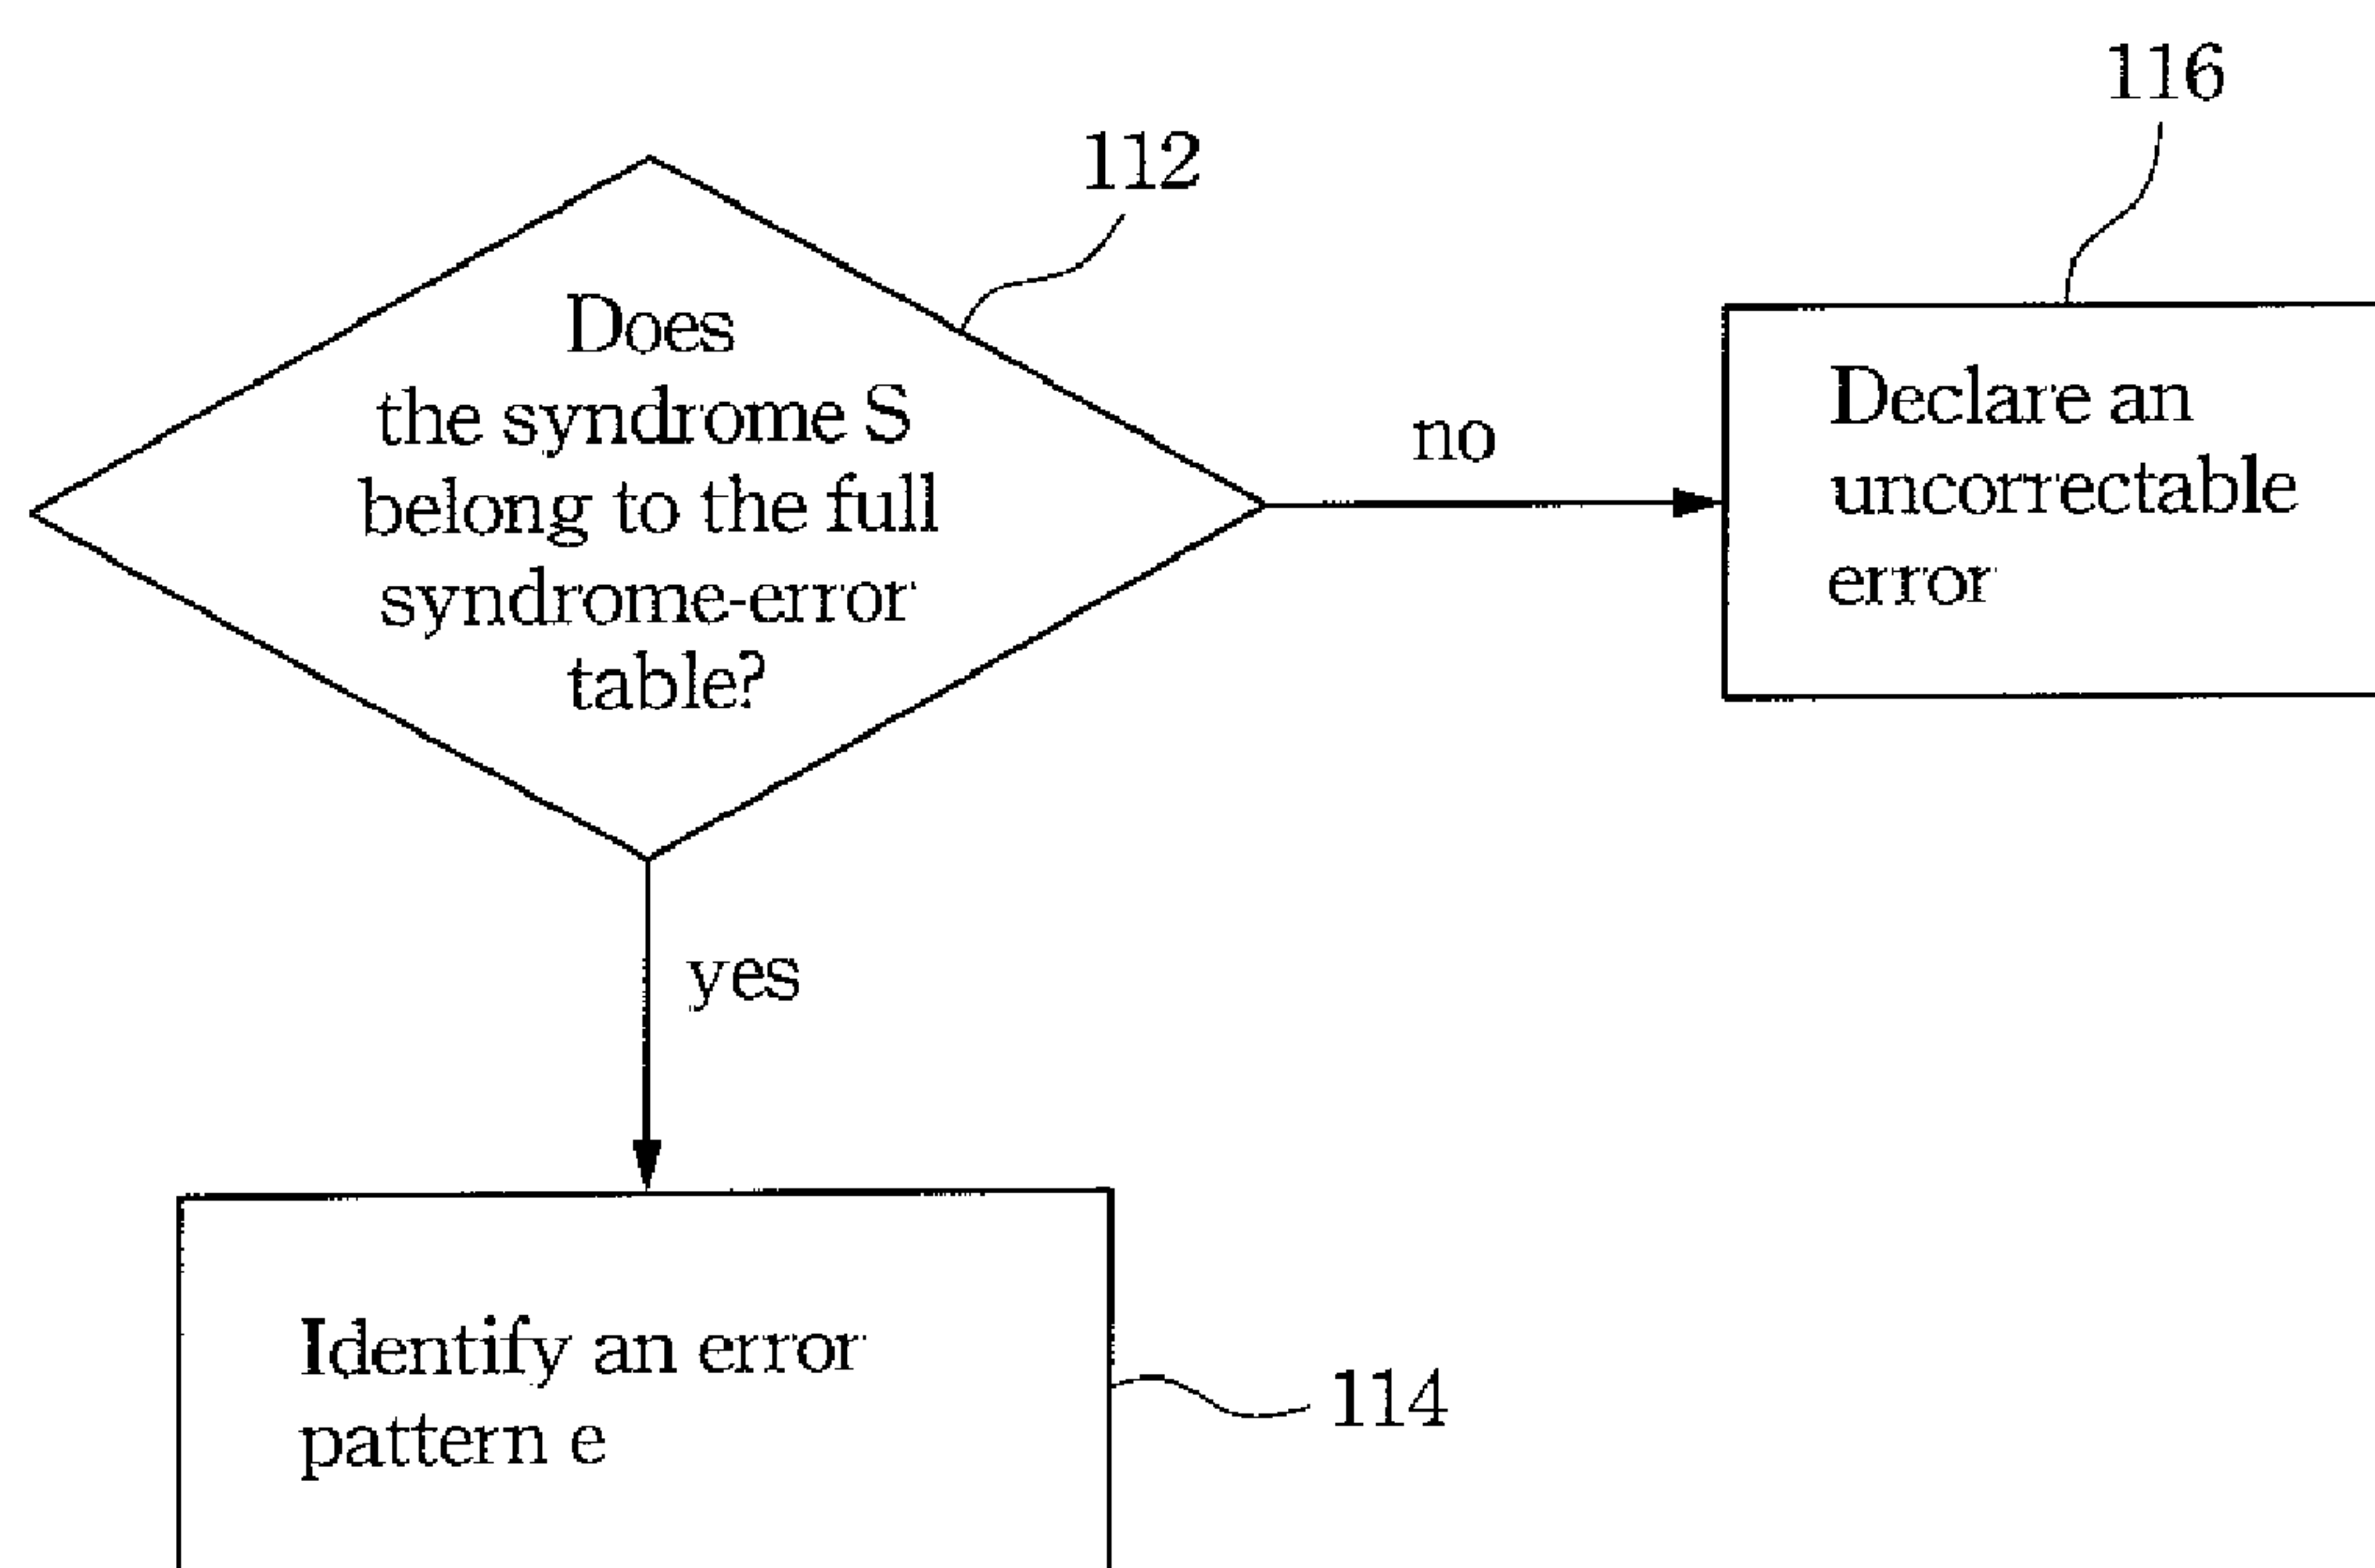 116
112
Does
the syndrome S
belong to the full
syndrome-error
table?
no
Declare an
uncorrectable
error
yes
Identify an error
pattern e
114